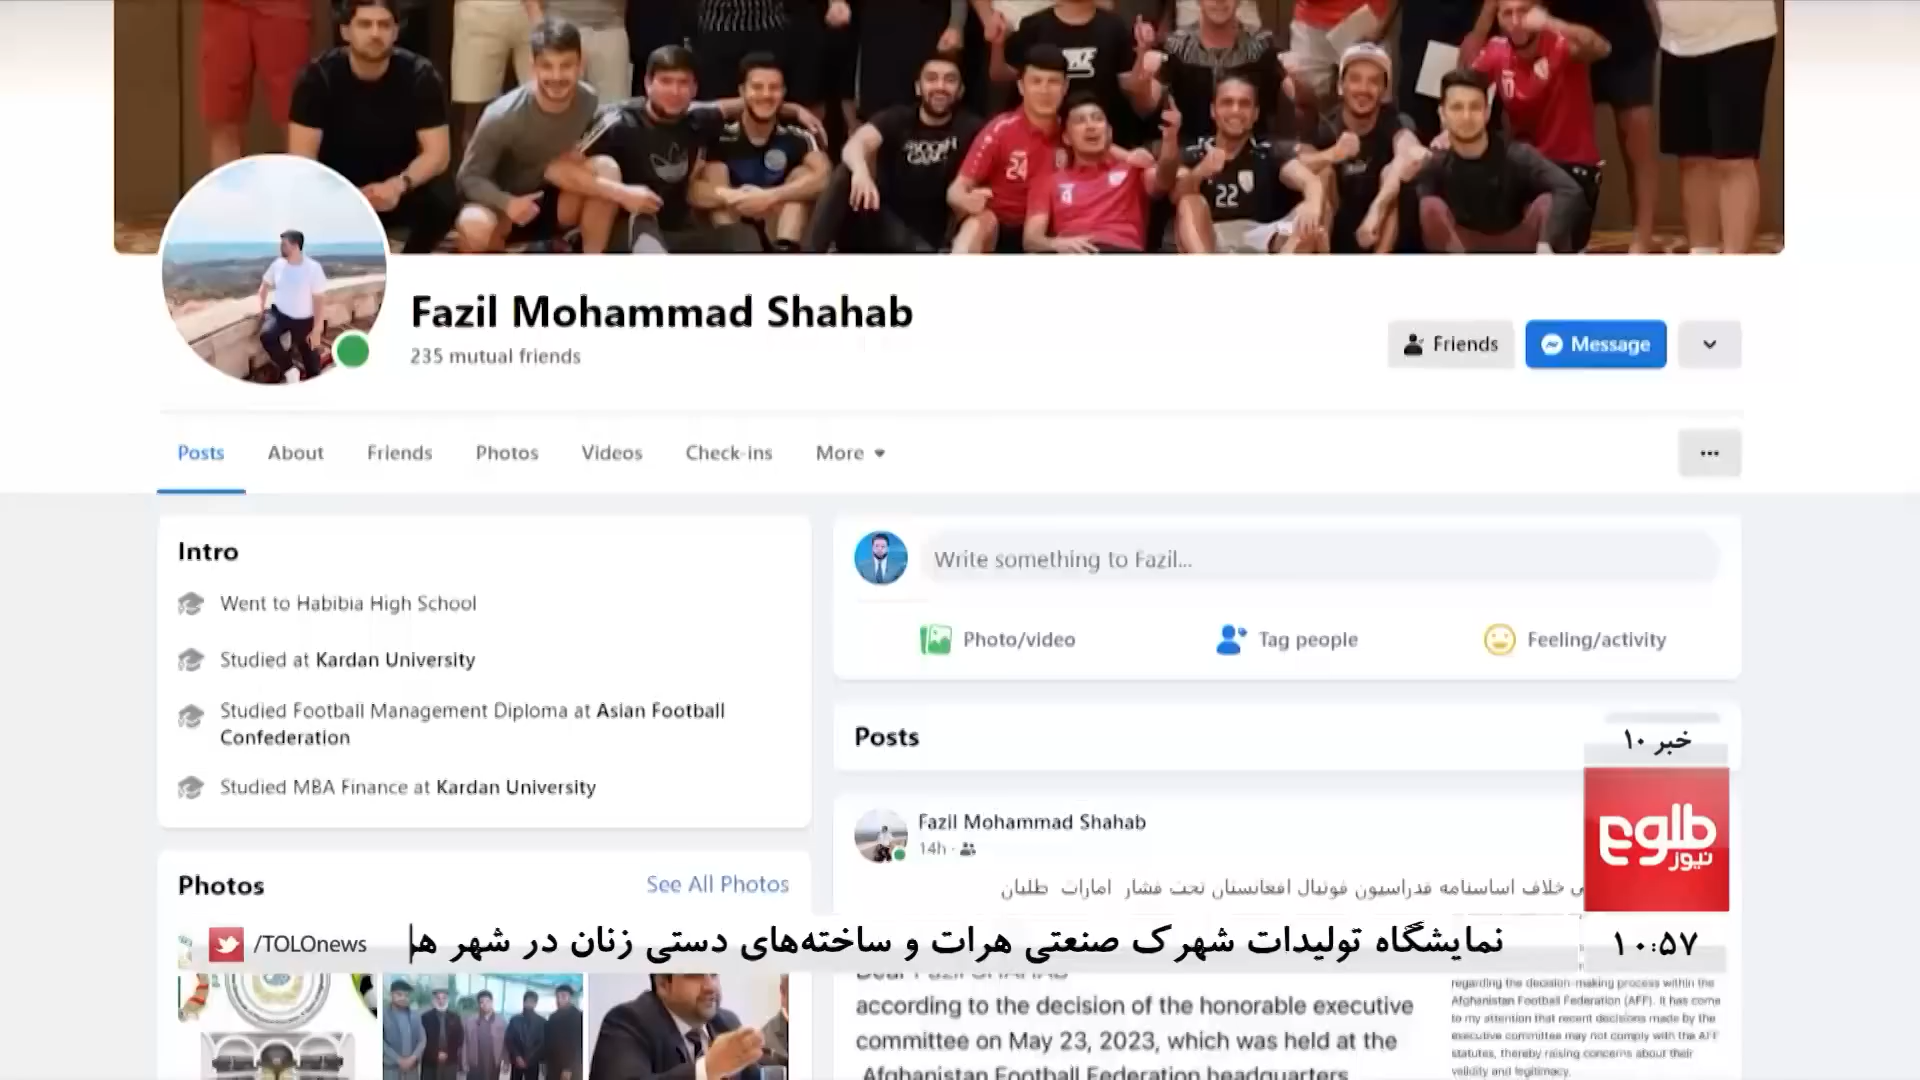 24
4
22
Fazil Mohammad Shahab
235 mutual friends
Friends
Message
Posts
About
Friends
Photos
Videos
Check-ins
More
Intro
Went to Habibia High School
Studied at Kardan University
Studied Football Management Diploma at Asian Football
Confederation
Studied MBA Finance at Kardan University
Photos
See All Photos
Write something to Fazil...
Photo/video
Tag people
Feeling/activity
Posts
Fazil Mohammad Shahab
14h
خلاف اساسنامه فدراسیون فوتبال افغانستان تحت فشار امارات طلبان
according to the decision of the honorable executive
committee on May 23, 2023, which was held at the
Afghanistan Football Federation headquarters
regarding the decision-making process within the
Afghanistan Football Federation (AFF). It has come
to my attention that recent decisions made by the
executive committee may not comply with the AFF
statutes, thereby raising concerns about their
validity and legitimacy.
خبر ۱۰
طلوع
نیوز
/TOLOnews
نمایشگاه تولیدات شهرک صنعتی هرات و ساخته‌های دستی زنان در شهر هر
۱۰:۵۷